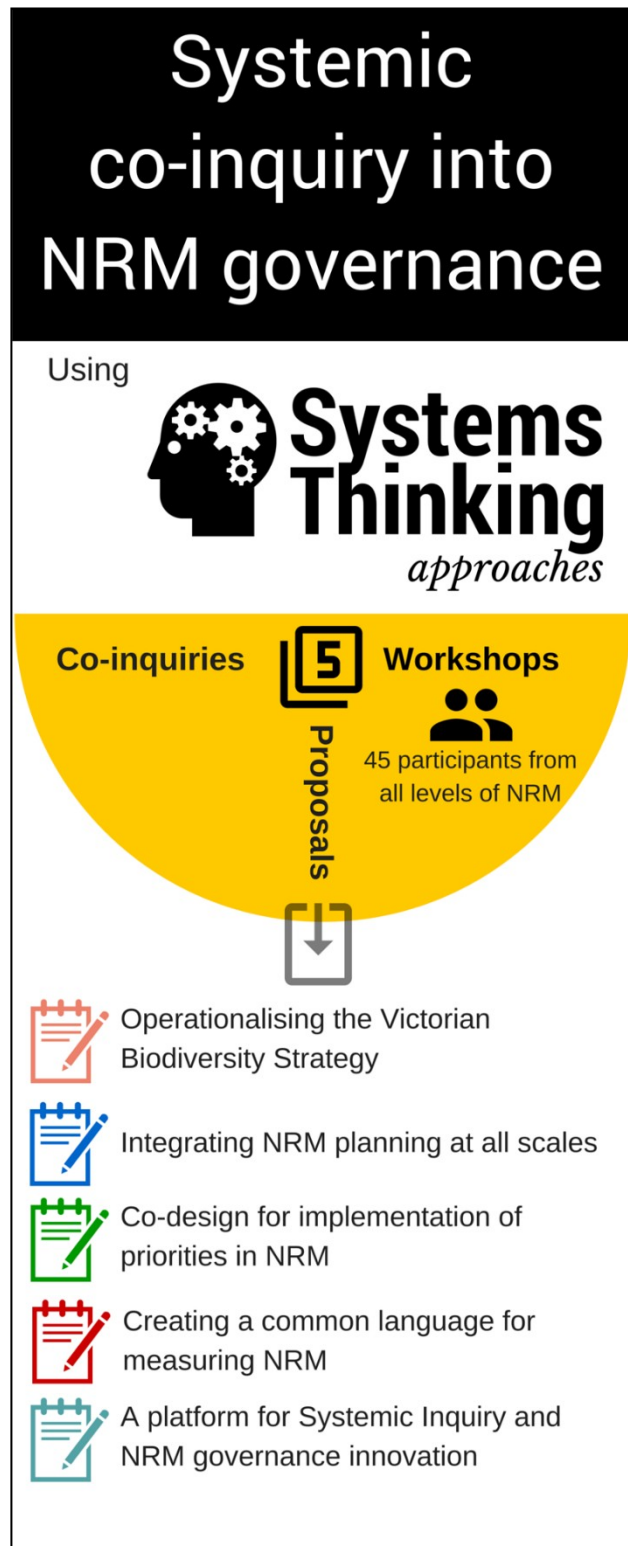 Systemic
co-inquiry into
NRM governance
Using
Systems
Thinking
approaches
Co-inquiries
5
Workshops
Proposals
45 participants from
all levels of NRM
Operationalising the Victorian
Biodiversity Strategy
Integrating NRM planning at all scales
Co-design for implementation of
priorities in NRM
Creating a common language for
measuring NRM
A platform for Systemic Inquiry and
NRM governance innovation